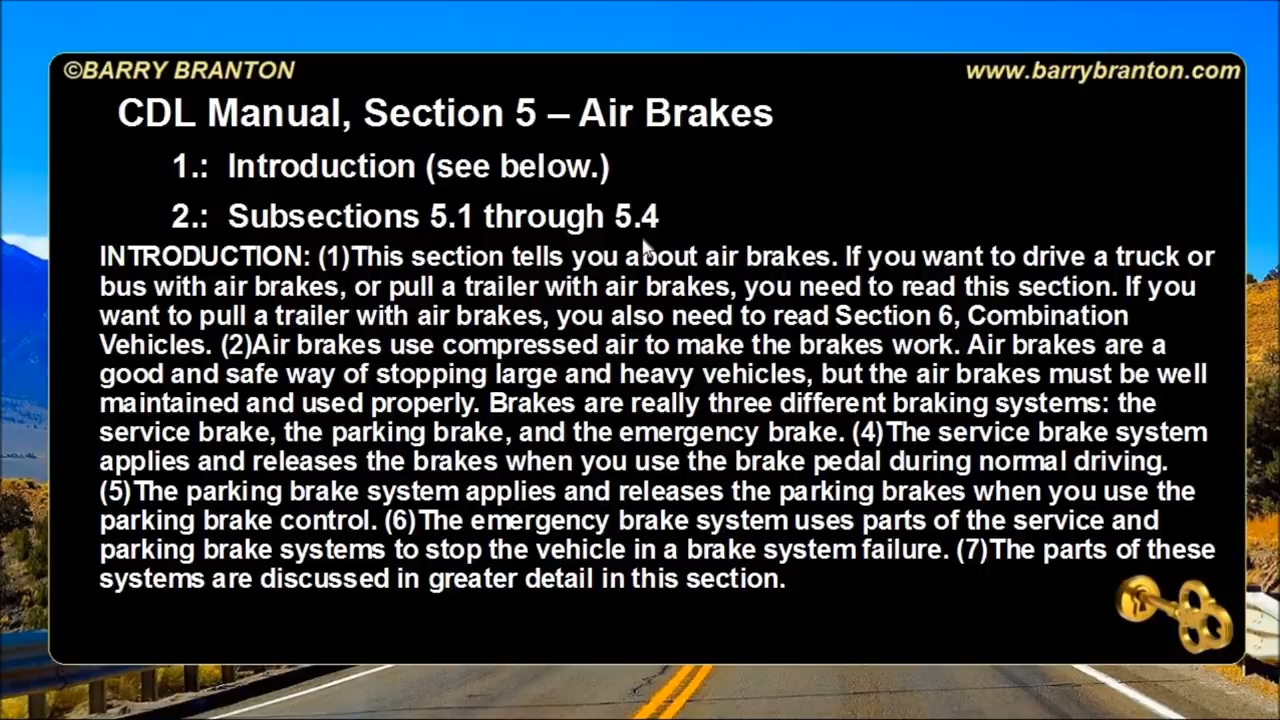 ©BARRY BRANTON
www.barrybranton.com
CDL Manual, Section 5 – Air Brakes
1.: Introduction (see below.)
2.: Subsections 5.1 through 5.4
INTRODUCTION: (1)This section tells you about air brakes. If you want to drive a truck or
bus with air brakes, or pull a trailer with air brakes, you need to read this section. If you
want to pull a trailer with air brakes, you also need to read Section 6, Combination
Vehicles. (2)Air brakes use compressed air to make the brakes work. Air brakes are a
good and safe way of stopping large and heavy vehicles, but the air brakes must be well
maintained and used properly. Brakes are really three different braking systems: the
service brake, the parking brake, and the emergency brake. (4)The service brake system
applies and releases the brakes when you use the brake pedal during normal driving.
(5)The parking brake system applies and releases the parking brakes when you use the
parking brake control. (6)The emergency brake system uses parts of the service and
parking brake systems to stop the vehicle in a brake system failure. (7)The parts of these
systems are discussed in greater detail in this section.